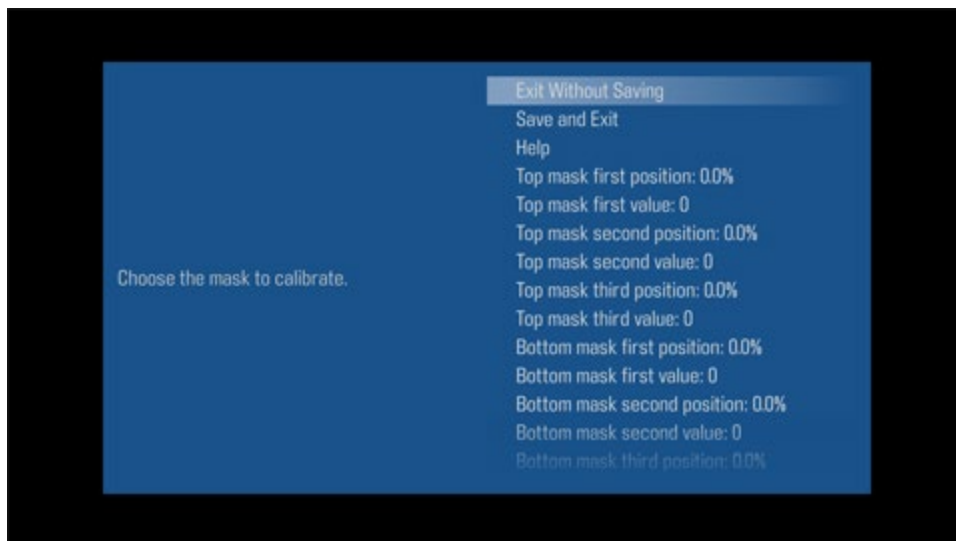 Choose the mask to calibrate.
Exit Without Saving
Save and Exit
Help
Top mask first position: 0.0%
Top mask first value: 0
Top mask second position: 0.0%
Top mask second value: 0
Top mask third position: 0.0%
Top mask third value: 0
Bottom mask first position: 0.0%
Bottom mask first value: 0
Bottom mask second position: 0.0%
Bottom mask second value: 0
Bottom mask third position: 0.0%